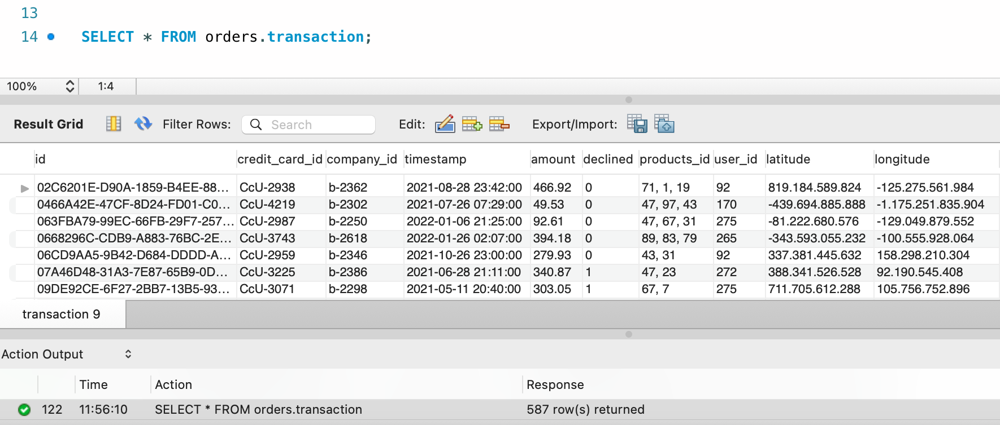 13
14 SELECT * FROM orders.transaction;
100% 1:4
Result Grid Filter Rows: Search Edit: Export/Import:
id credit_card_id company_id timestamp amount declined products_id user_id latitude longitude
02C6201E-D90A-1859-B4EE-88... CcU-2938 b-2362 2021-08-28 23:42:00 466.92 0 71, 1, 19 92 819.184.589.824 -125.275.561.984
0466A42E-47CF-8D24-FD01-C0... CcU-4219 b-2302 2021-07-26 07:29:00 49.53 0 47, 97, 43 170 -439.694.885.888 -1.175.251.835.904
063FBA79-99EC-66FB-29F7-257... CcU-2987 b-2250 2022-01-06 21:25:00 92.61 0 47, 67, 31 275 -81.222.680.576 -129.049.879.552
0668296C-CDB9-A883-76BC-2E... CcU-3743 b-2618 2022-01-26 02:07:00 394.18 0 89, 83, 79 265 -343.593.055.232 -100.555.928.064
06CD9AA5-9B42-D684-DDDD-A... CcU-2959 b-2346 2021-10-26 23:00:00 279.93 0 43, 31 92 337.381.445.632 158.298.210.304
07A46D48-31A3-7E87-65B9-0D... CcU-3225 b-2386 2021-06-28 21:11:00 340.87 1 47, 23 272 388.341.526.528 92.190.545.408
09DE92CE-6F27-2BB7-13B5-93... CcU-3071 b-2298 2021-05-11 20:40:00 303.05 1 67, 7 275 711.705.612.288 105.756.752.896
transaction 9
Action Output
Time Action Response
122 11:56:10 SELECT * FROM orders.transaction 587 row(s) returned